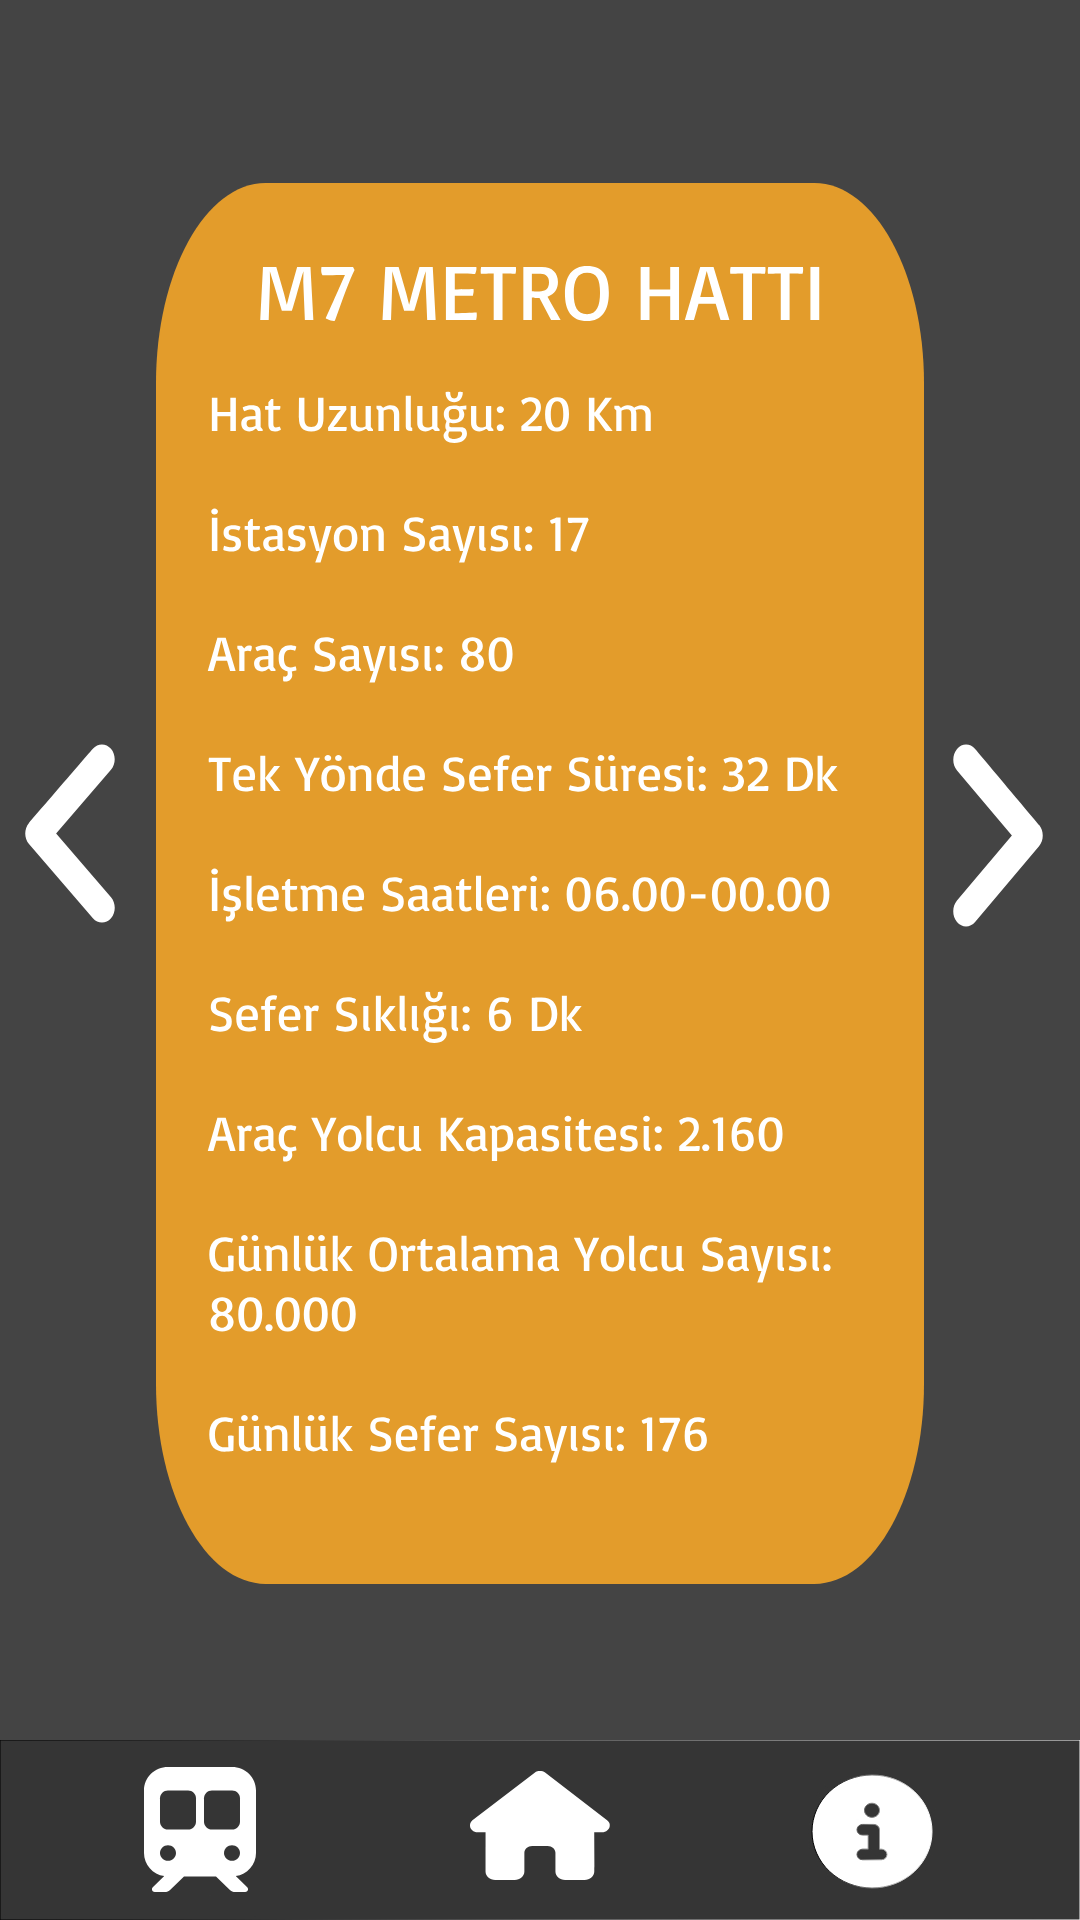 M7 METRO HATTI
Hat Uzunluğu: 20 Km
İstasyon Sayısı: 17
Araç Sayısı: 80
Tek Yönde Sefer Süresi: 32 Dk
İşletme Saatleri: 06.00-00.00
Sefer Sıklığı: 6 Dk
Araç Yolcu Kapasitesi: 2.160
Günlük Ortalama Yolcu Sayısı:
80.000
Günlük Sefer Sayısı: 176